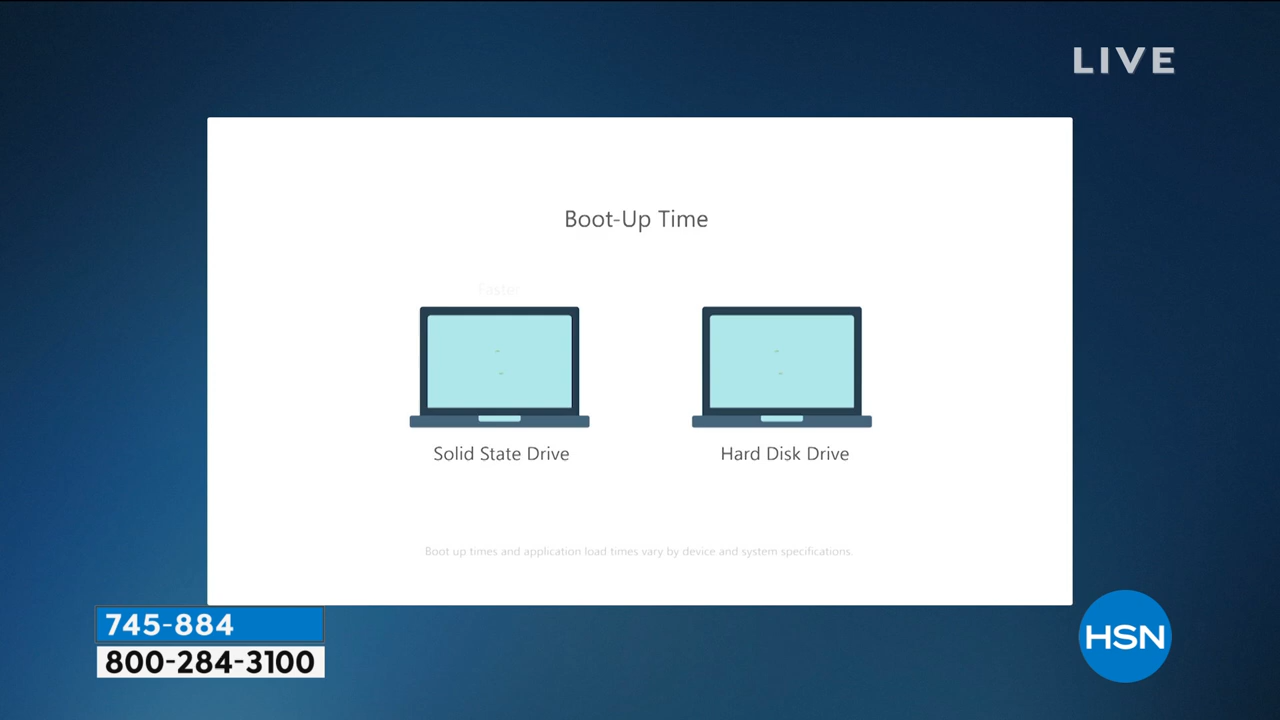 LIVE
Boot-Up Time
Faster
Solid State Drive
Hard Disk Drive
Boot up times and application load times vary by device and system specifications.
745-884
800-284-3100
HSN